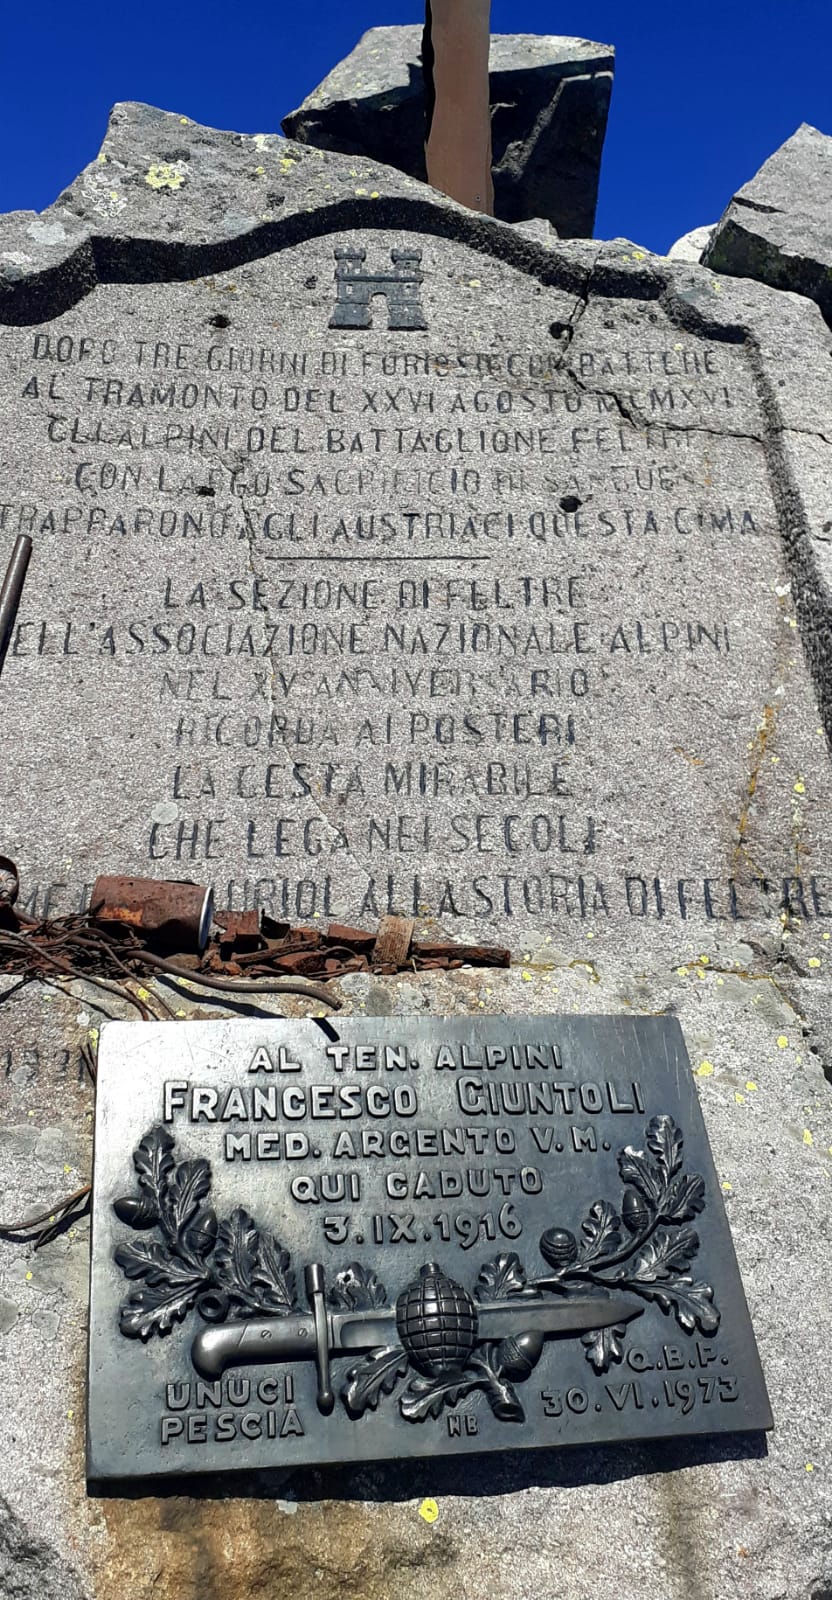 DOPO TRE GIORNI DI FURIOSO COMBATTERE
AL TRAMONTO DEL XXVI AGOSTO MCMXVI
GLI ALPINI DEL BATTAGLIONE FELTRE
CON LARGO SACRIFICIO DI SANGUE
STRAPPARONO AGLI AUSTRIACI QUESTA CIMA
LA SEZIONE DI FELTRE
ELL'ASSOCIAZIONE NAZIONALE ALPINI
NEL XV ANNIVERSARIO
RICORDA AI POSTERI
LA GESTA MIRABILE
CHE LEGA NEI SECOLI
URIOL ALLA STORIA DI FELTRE
AL TEN. ALPINI
FRANCESCO GIUNTOLI
MED. ARGENTO V. M.
QUI CADUTO
3.IX.1916
UNUCI
PESCIA
NB
Q.B.P.
30.VI.1973